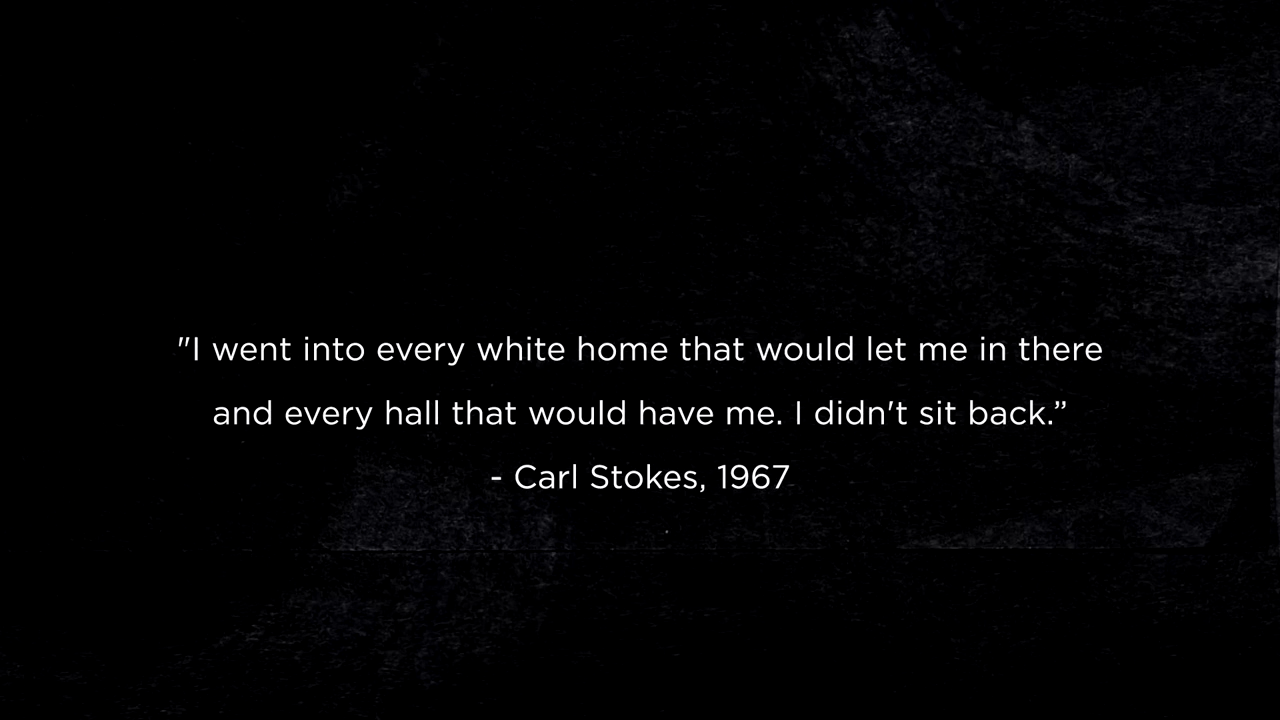 "I went into every white home that would let me in there
and every hall that would have me. I didn't sit back.”
- Carl Stokes, 1967